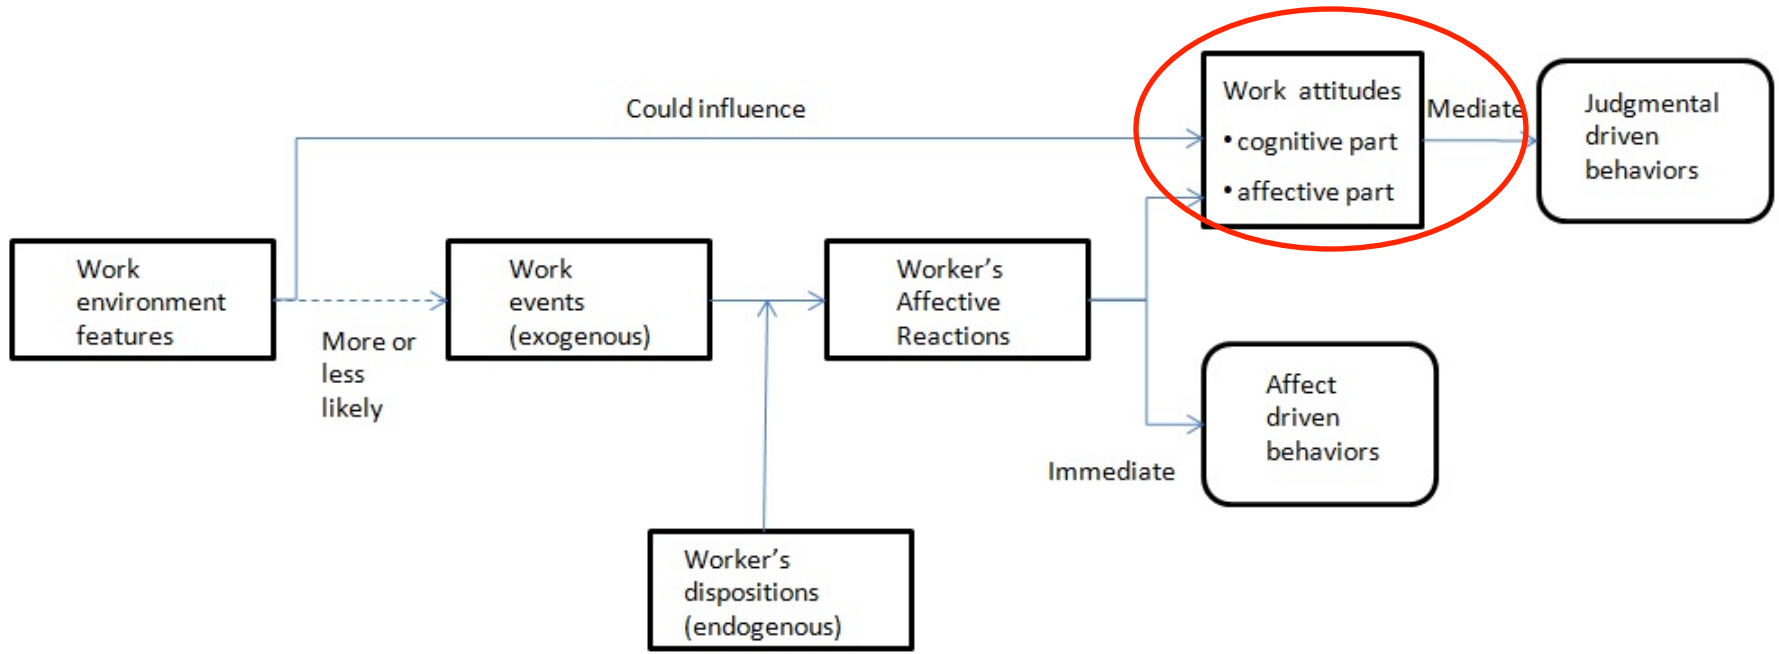 Could influence
Work attitudes
• cognitive part
• affective part
Mediate
Judgmental
driven
behaviors
Work
environment
features
More or
less
likely
Work
events
(exogenous)
Worker’s
Affective
Reactions
Immediate
Affect
driven
behaviors
Worker’s
dispositions
(endogenous)